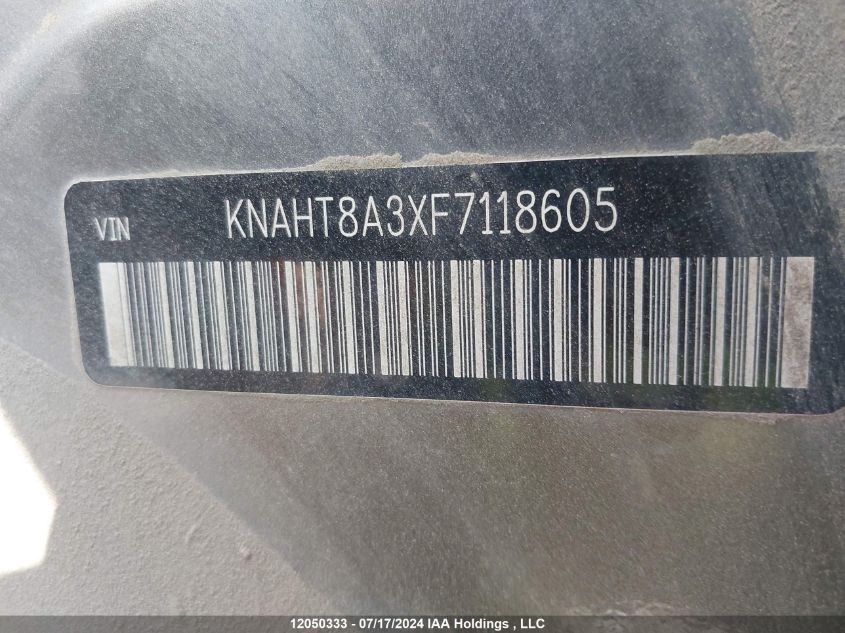 VIN KNAHT8A3XF7118605
12050333 - 07/17/2024 IAA Holdings , LLC